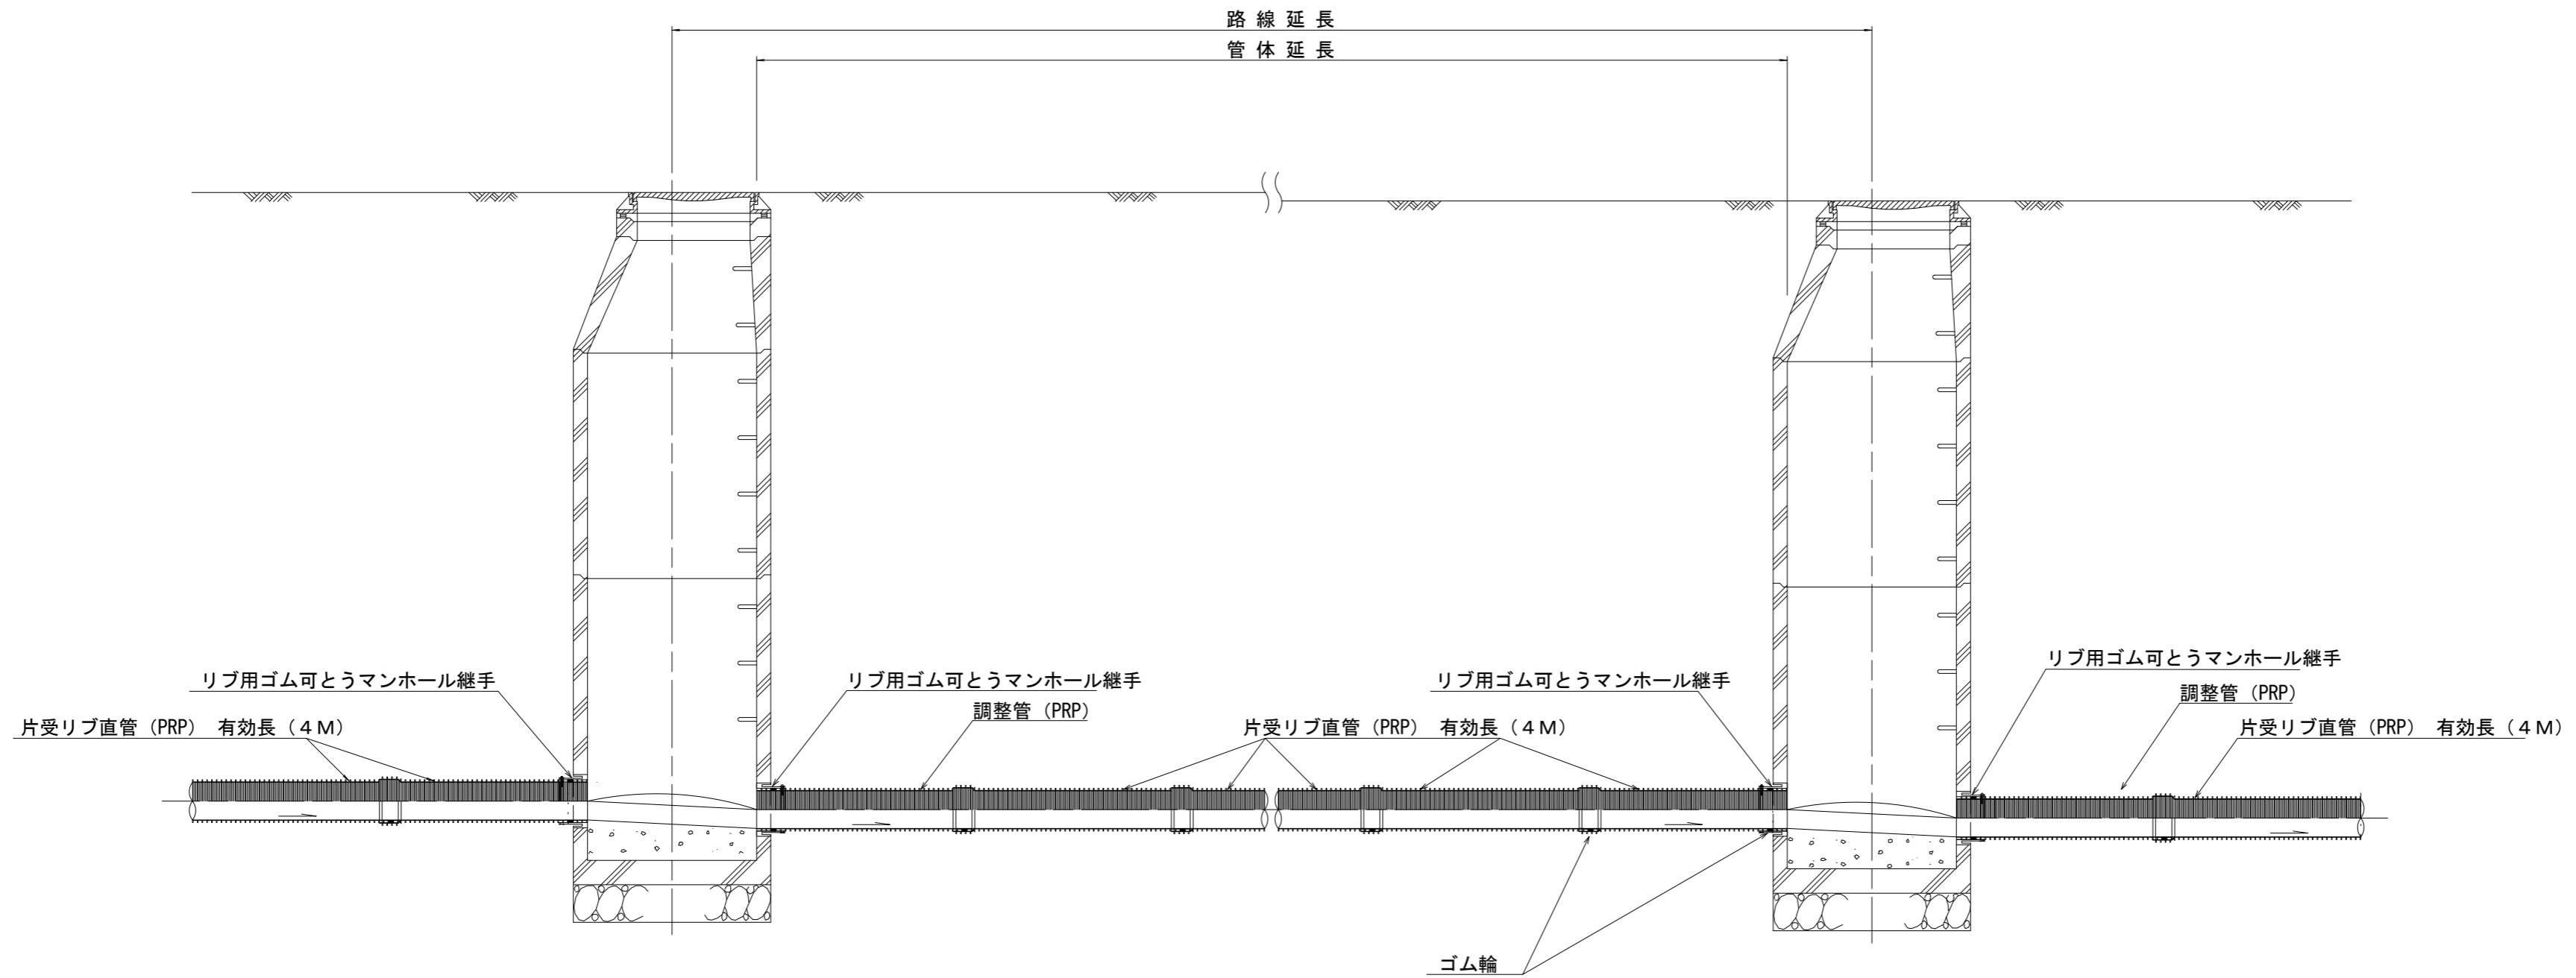 路線延長
管体延長
リブ用ゴム可とうマンホール継手
片受リブ直管（PRP） 有効長（４Ｍ）
リブ用ゴム可とうマンホール継手
調整管（PRP）
片受リブ直管（PRP） 有効長（４Ｍ）
リブ用ゴム可とうマンホール継手
リブ用ゴム可とうマンホール継手
調整管（PRP）
片受リブ直管（PRP） 有効長（４Ｍ）
ゴム輪